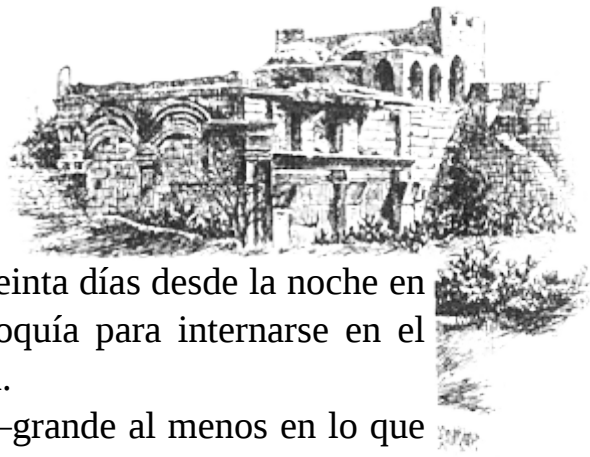 einta días desde la noche en
oquía para internarse en el
.
–grande al menos en lo que